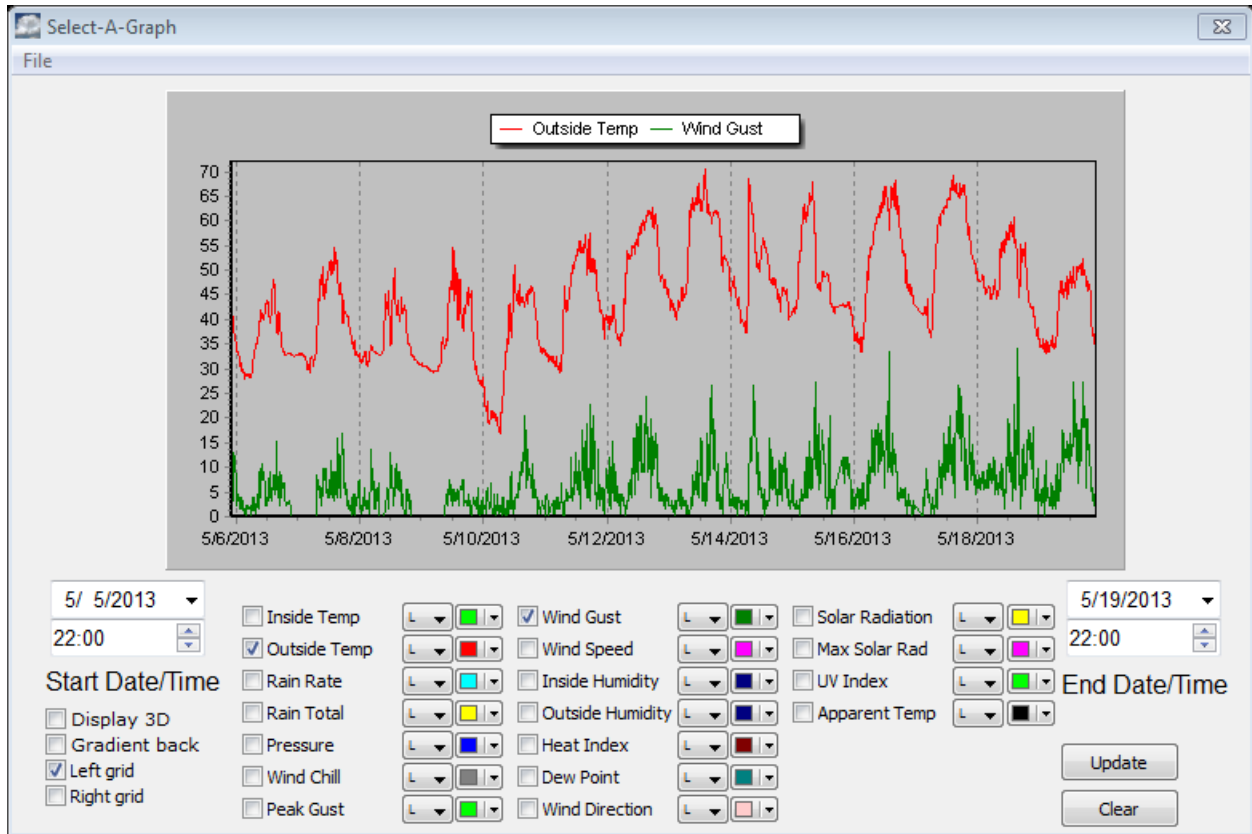 Select-A-Graph
File
Outside Temp Wind Gust
70
65
60
55
50
45
40
35
30
25
20
15
10
5
0
5/6/2013 5/8/2013 5/10/2013 5/12/2013 5/14/2013 5/16/2013 5/18/2013
5/ 5/2013
22:00
Start Date/Time
Display 3D
Gradient back
Left grid
Right grid
Inside Temp L
Outside Temp L
Rain Rate L
Rain Total L
Pressure L
Wind Chill L
Peak Gust L
Wind Gust L
Wind Speed L
Inside Humidity L
Outside Humidity L
Heat Index L
Dew Point L
Wind Direction L
Solar Radiation L
Max Solar Rad L
UV Index L
Apparent Temp L
5/19/2013
22:00
End Date/Time
Update
Clear